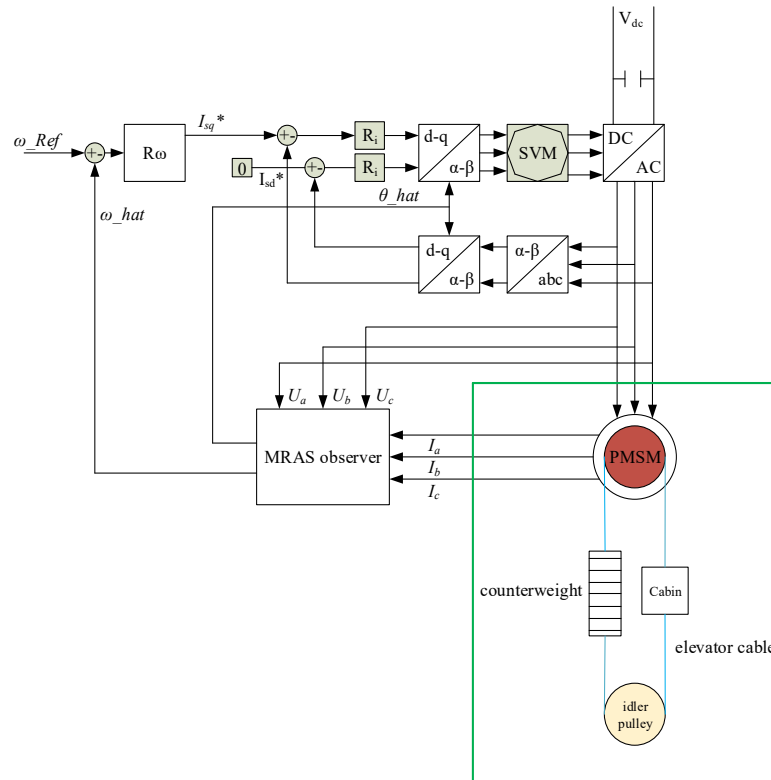 V_dc
I_sq*
ω_Ref
+-
Rω
+-
R_i
d-q
α-β
SVM
DC
AC
0
I_sd*
+-
R_i
ω_hat
θ_hat
d-q
α-β
α-β
abc
U_a
U_b
U_c
MRAS observer
I_a
I_b
I_c
PMSM
counterweight
Cabin
elevator cable
idler
pulley